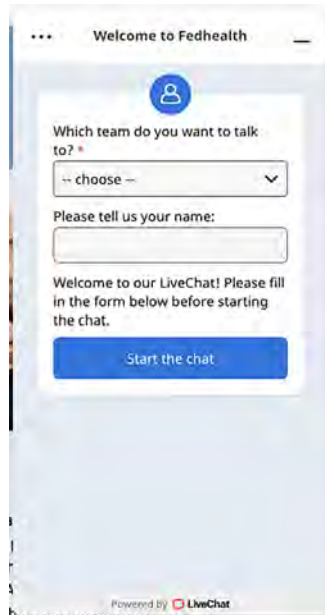 Welcome to Fedhealth
Which team do you want to talk
to? *
-- choose --
Please tell us your name:
Welcome to our LiveChat! Please fill
in the form below before starting
the chat.
Start the chat
Powered by LiveChat